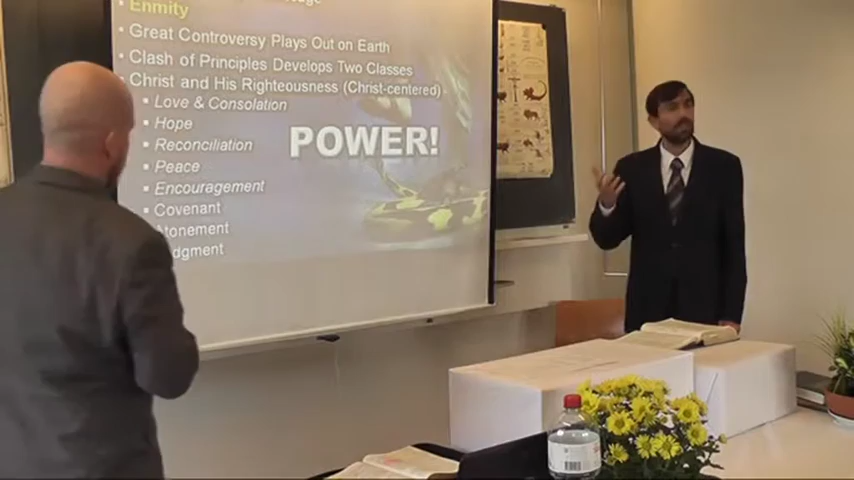 Enmity
Great Controversy Plays Out on Earth
Clash of Principles Develops Two Classes
Christ and His Righteousness (Christ-centered)
Love & Consolation
Hope
Reconciliation
Peace
Encouragement
Covenant
Atonement
POWER!